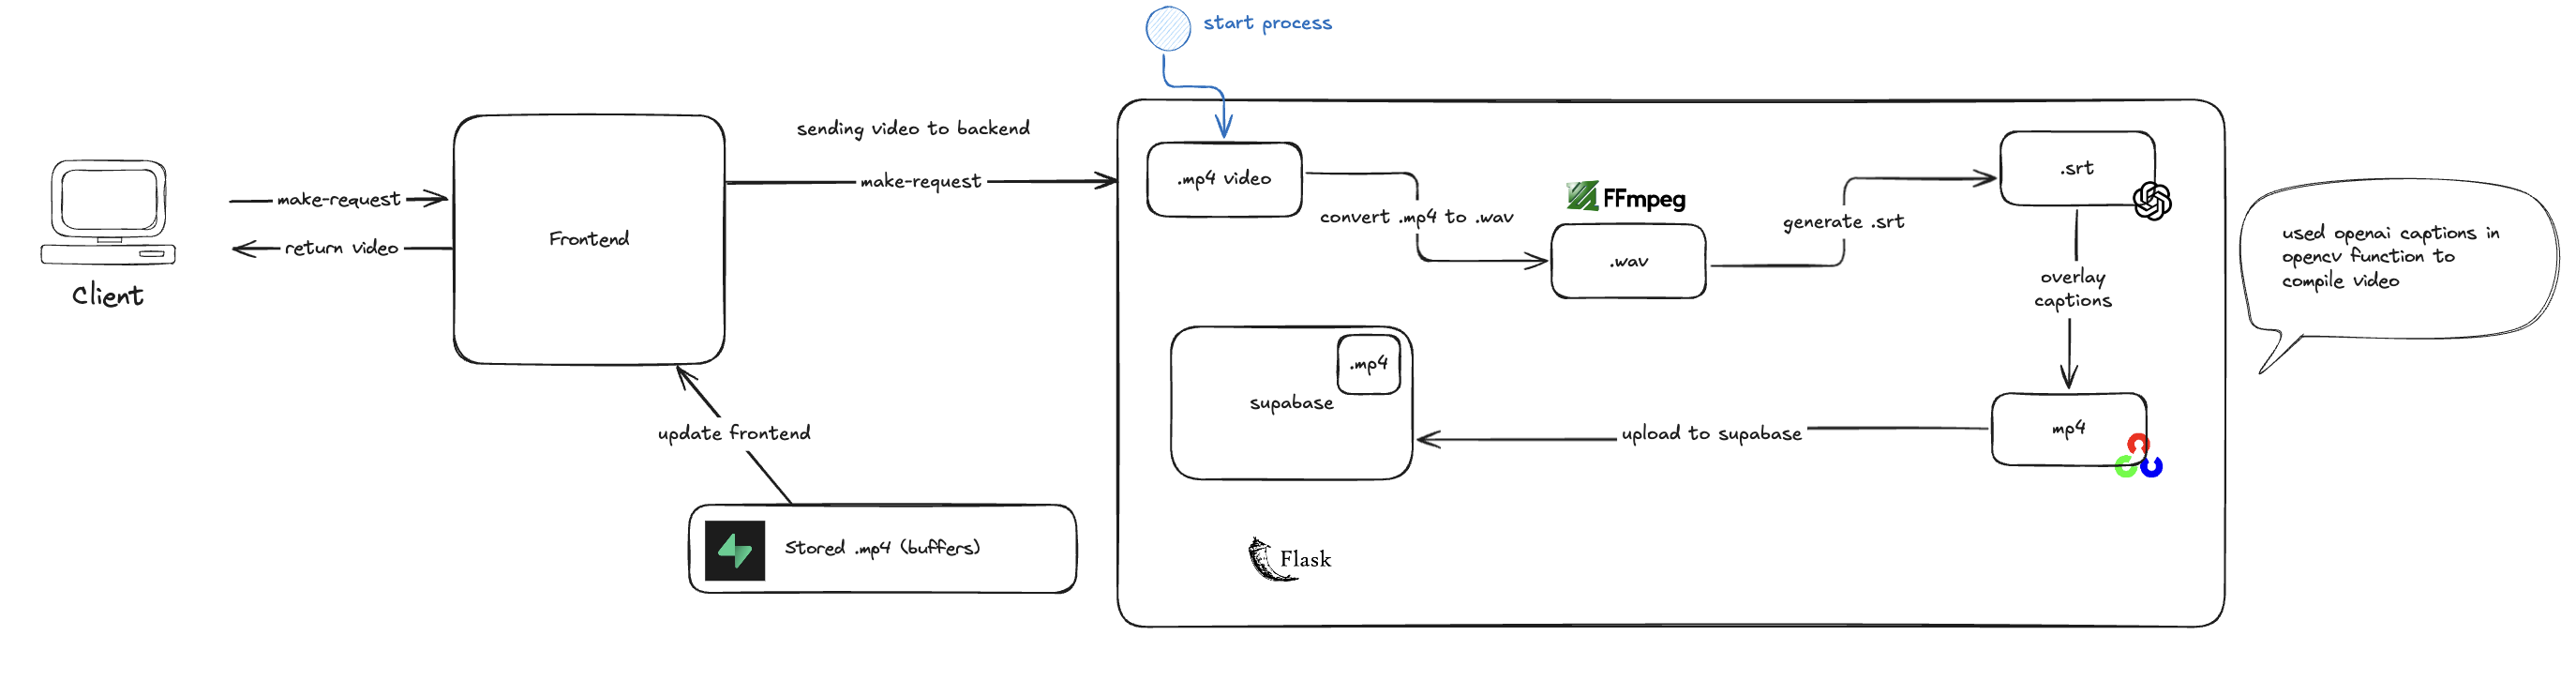 start process
sending video to backend
make-request
make-request
return video
Client
Frontend
.mp4 video
convert .mp4 to .wav
FFmpeg
.wav
generate .srt
.srt
overlay
captions
used openai captions in
opencv function to
compile video
.mp4
supabase
upload to supabase
mp4
update frontend
Stored .mp4 (buffers)
Flask